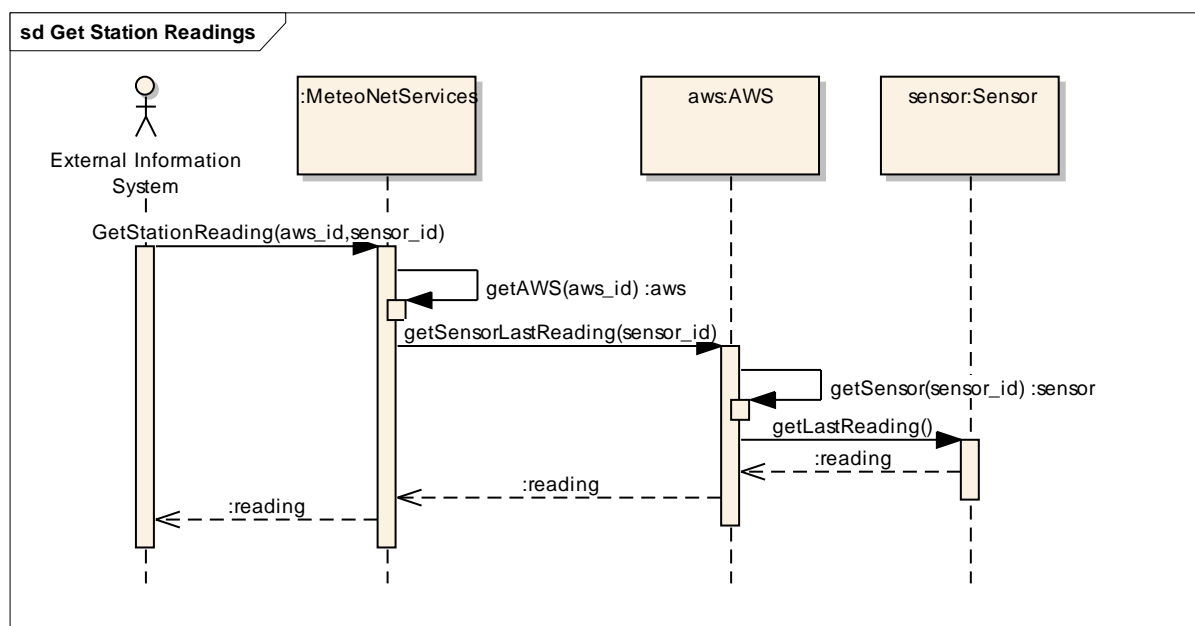 sd Get Station Readings
External Information
System
:MeteoNetServices
aws:AWS
sensor:Sensor
GetStationReading(aws_id,sensor_id)
getAWS(aws_id) :aws
getSensorLastReading(sensor_id)
getSensor(sensor_id) :sensor
getLastReading()
:reading
:reading
:reading